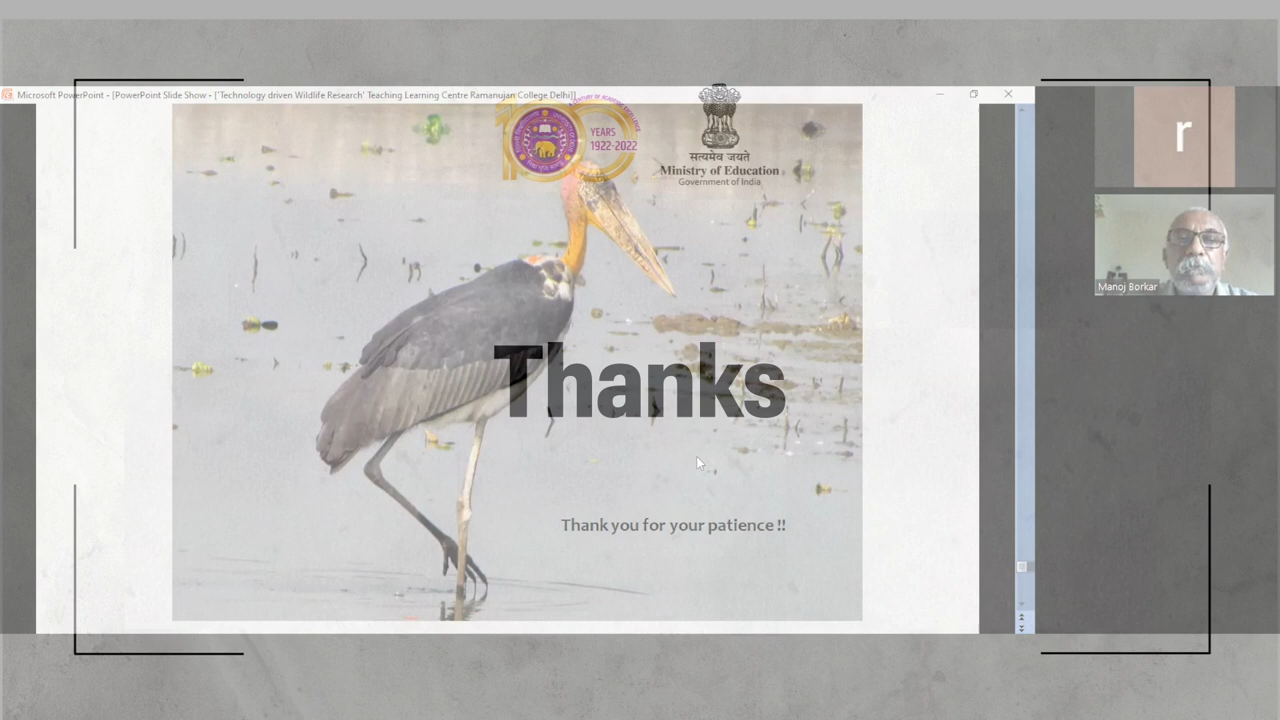 Microsoft PowerPoint - [PowerPoint Slide Show - ['Technology driven Wildlife Research' Teaching Learning Centre Ramanujan College Delhi]]
YEARS
1922-2022
सत्यमेव जयते
Ministry of Education
Government of India
r
Manoj Borkar
Thanks
Thank you for your patience !!